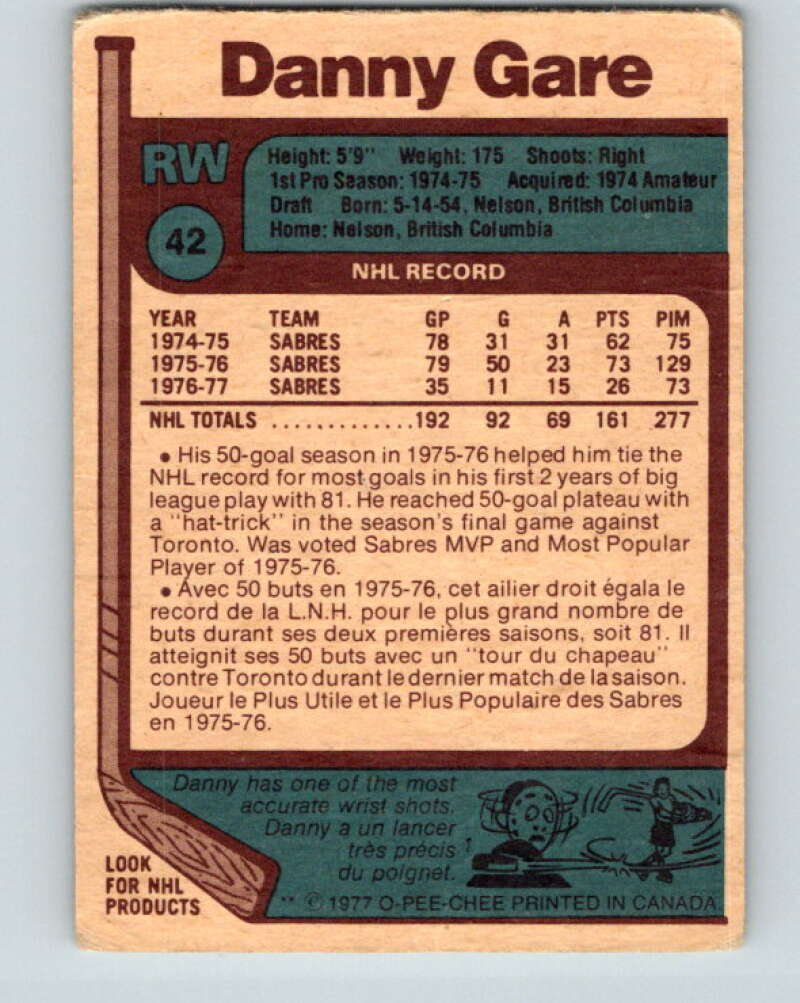 Danny Gare
RW
42
Height: 5'9" Weight: 175 Shoots: Right
1st Pro Season: 1974-75 Acquired: 1974 Amateur
Draft Born: 5-14-54, Nelson, British Columbia
Home: Nelson, British Columbia
NHL RECORD
YEAR TEAM GP G A PTS PIM
1974-75 SABRES 78 31 31 62 75
1975-76 SABRES 79 50 23 73 129
1976-77 SABRES 35 11 15 26 73
NHL TOTALS .............192 92 69 161 277
• His 50-goal season in 1975-76 helped him tie the
NHL record for most goals in his first 2 years of big
league play with 81. He reached 50-goal plateau with
a "hat-trick" in the season's final game against
Toronto. Was voted Sabres MVP and Most Popular
Player of 1975-76.
• Avec 50 buts en 1975-76, cet ailier droit égala le
record de la L.N.H. pour le plus grand nombre de
buts durant ses deux premières saisons, soit 81. Il
atteignit ses 50 buts avec un "tour du chapeau"
contre Toronto durant le dernier match de la saison.
Joueur le Plus Utile et le Plus Populaire des Sabres
en 1975-76.
Danny has one of the most
accurate wrist shots.
Danny a un lancer
très précis
du poignet.
LOOK
FOR NHL
PRODUCTS
** © 1977 O-PEE-CHEE PRINTED IN CANADA